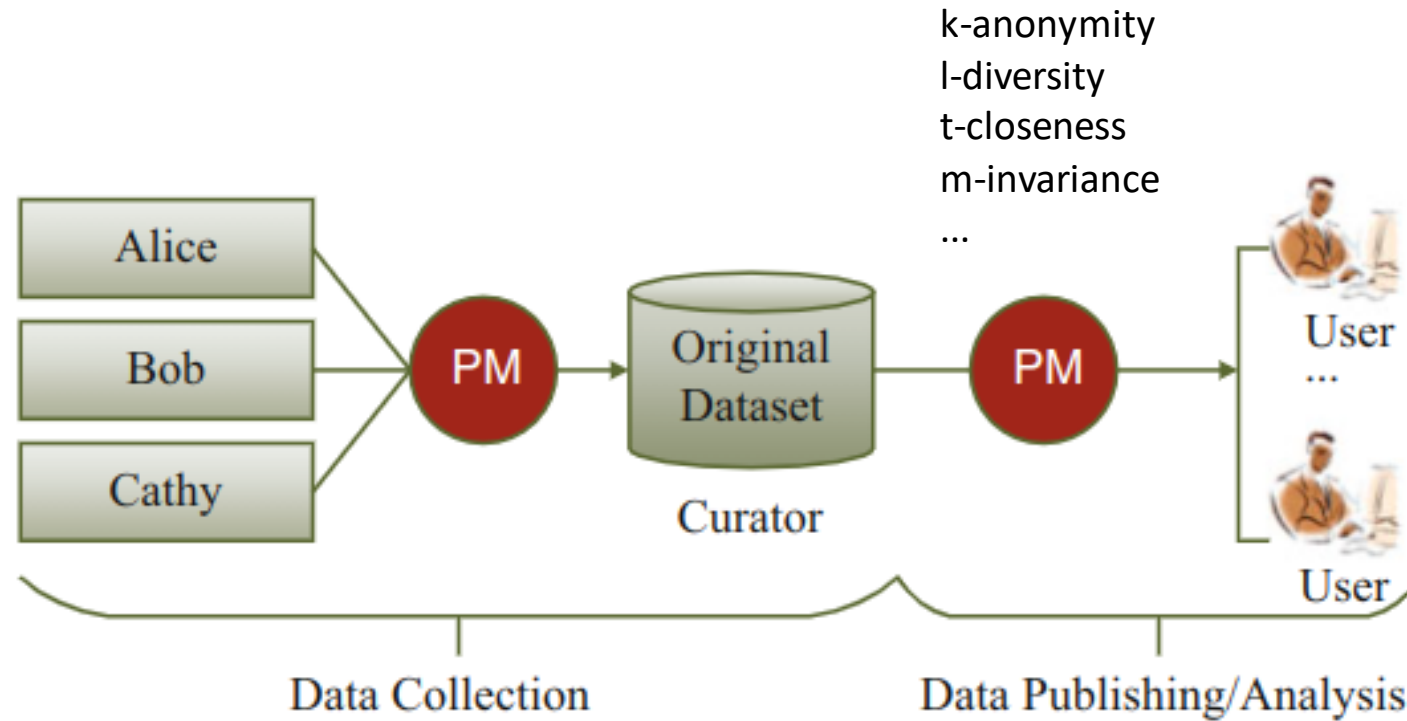 k-anonymity
l-diversity
t-closeness
m-invariance
...
Alice
Bob
Cathy
PM
Original
Dataset
Curator
PM
User
...
User
Data Collection
Data Publishing/Analysis